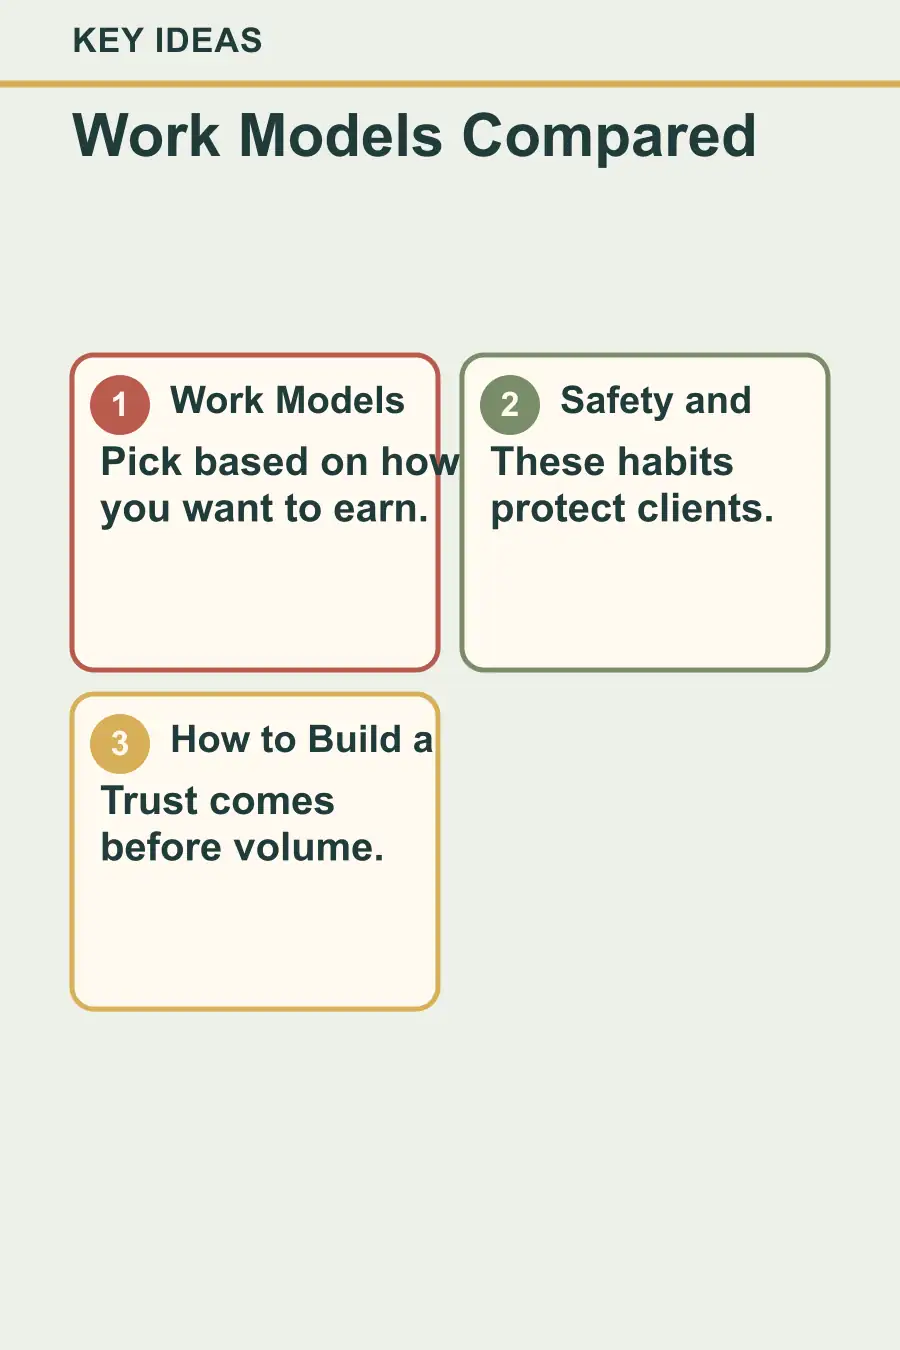 KEY IDEAS
Work Models Compared
1
Work Models
Pick based on how
you want to earn.
2
Safety and
These habits
protect clients.
3
How to Build a
Trust comes
before volume.